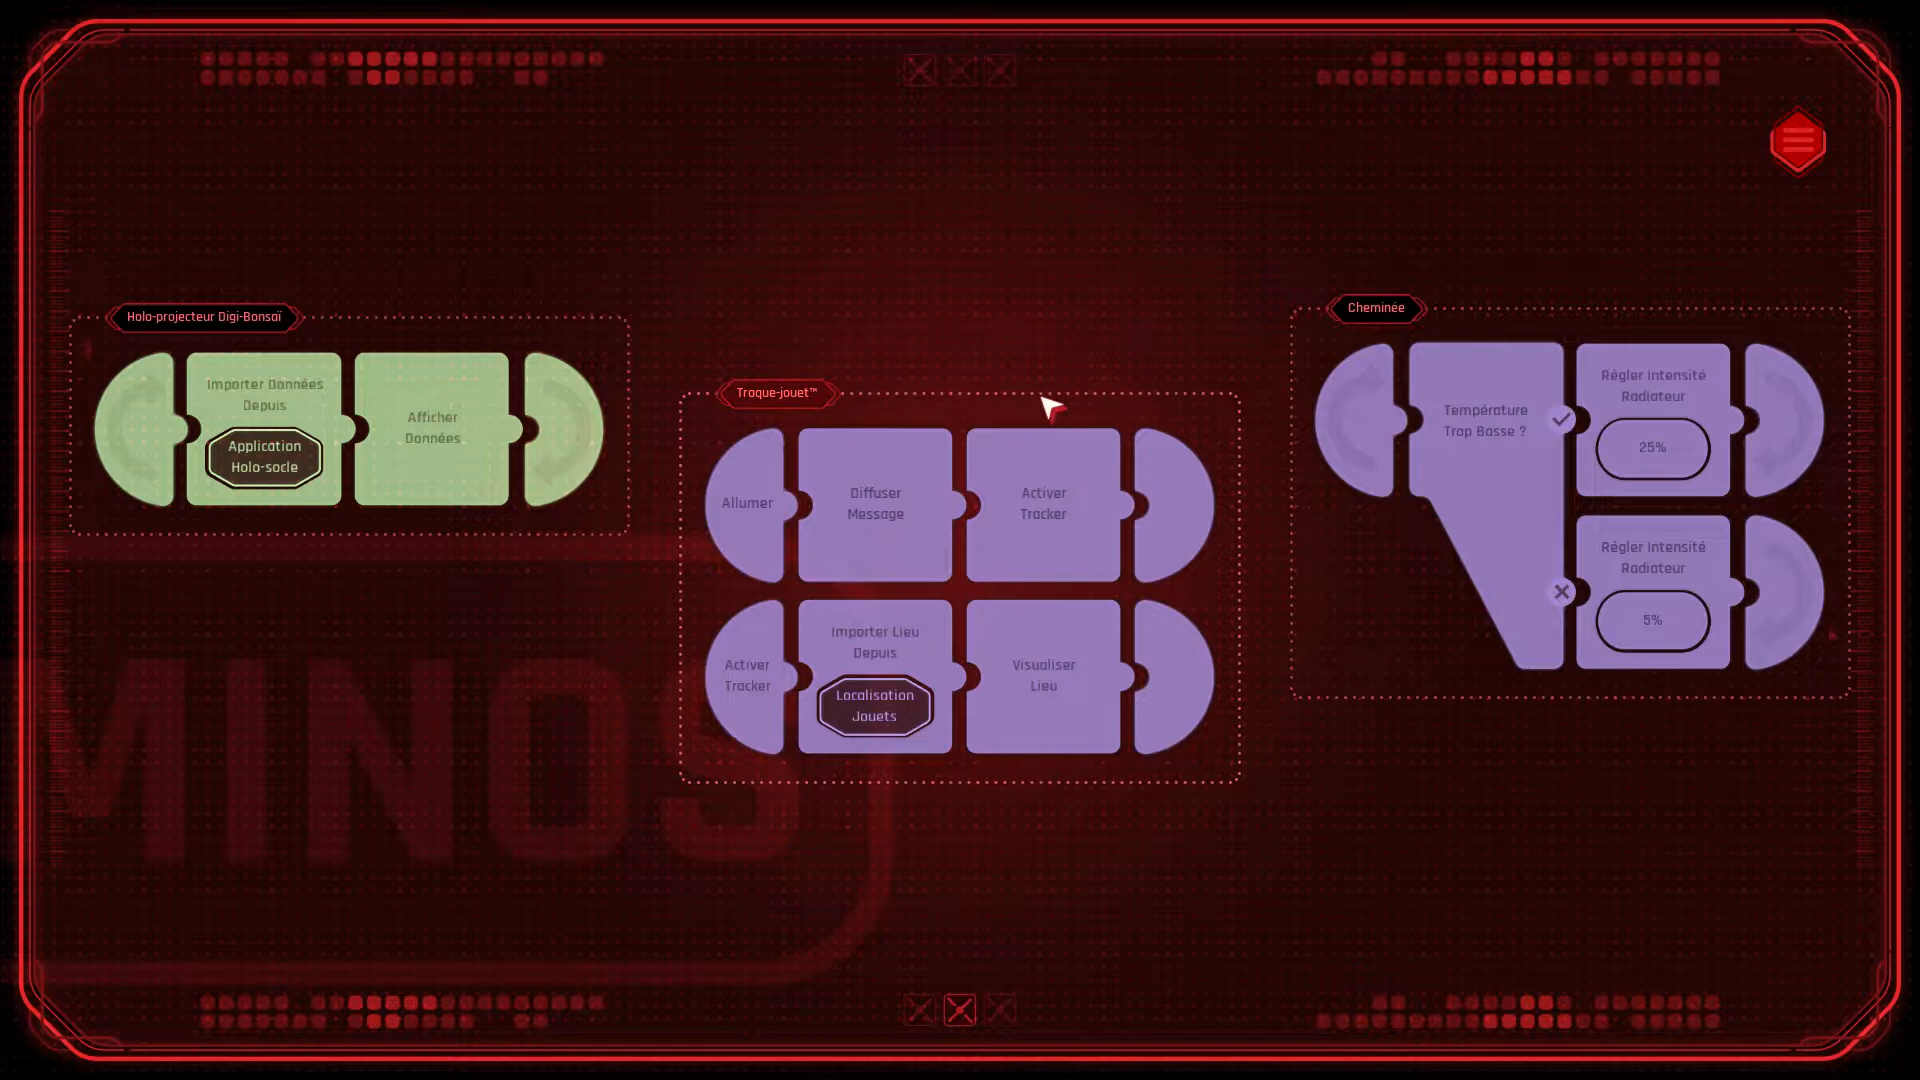 Holo-projecteur Digi-Bonsaï
Importer Données
Depuis
Application
Holo-socle
Afficher
Données
Traque-jouet™
Allumer
Diffuser
Message
Activer
Tracker
Activer
Tracker
Importer Lieu
Depuis
Localisation
Jouets
Visualiser
Lieu
Cheminée
Température
Trop Basse ?
Régler Intensité
Radiateur
25%
Régler Intensité
Radiateur
5%
MINOS